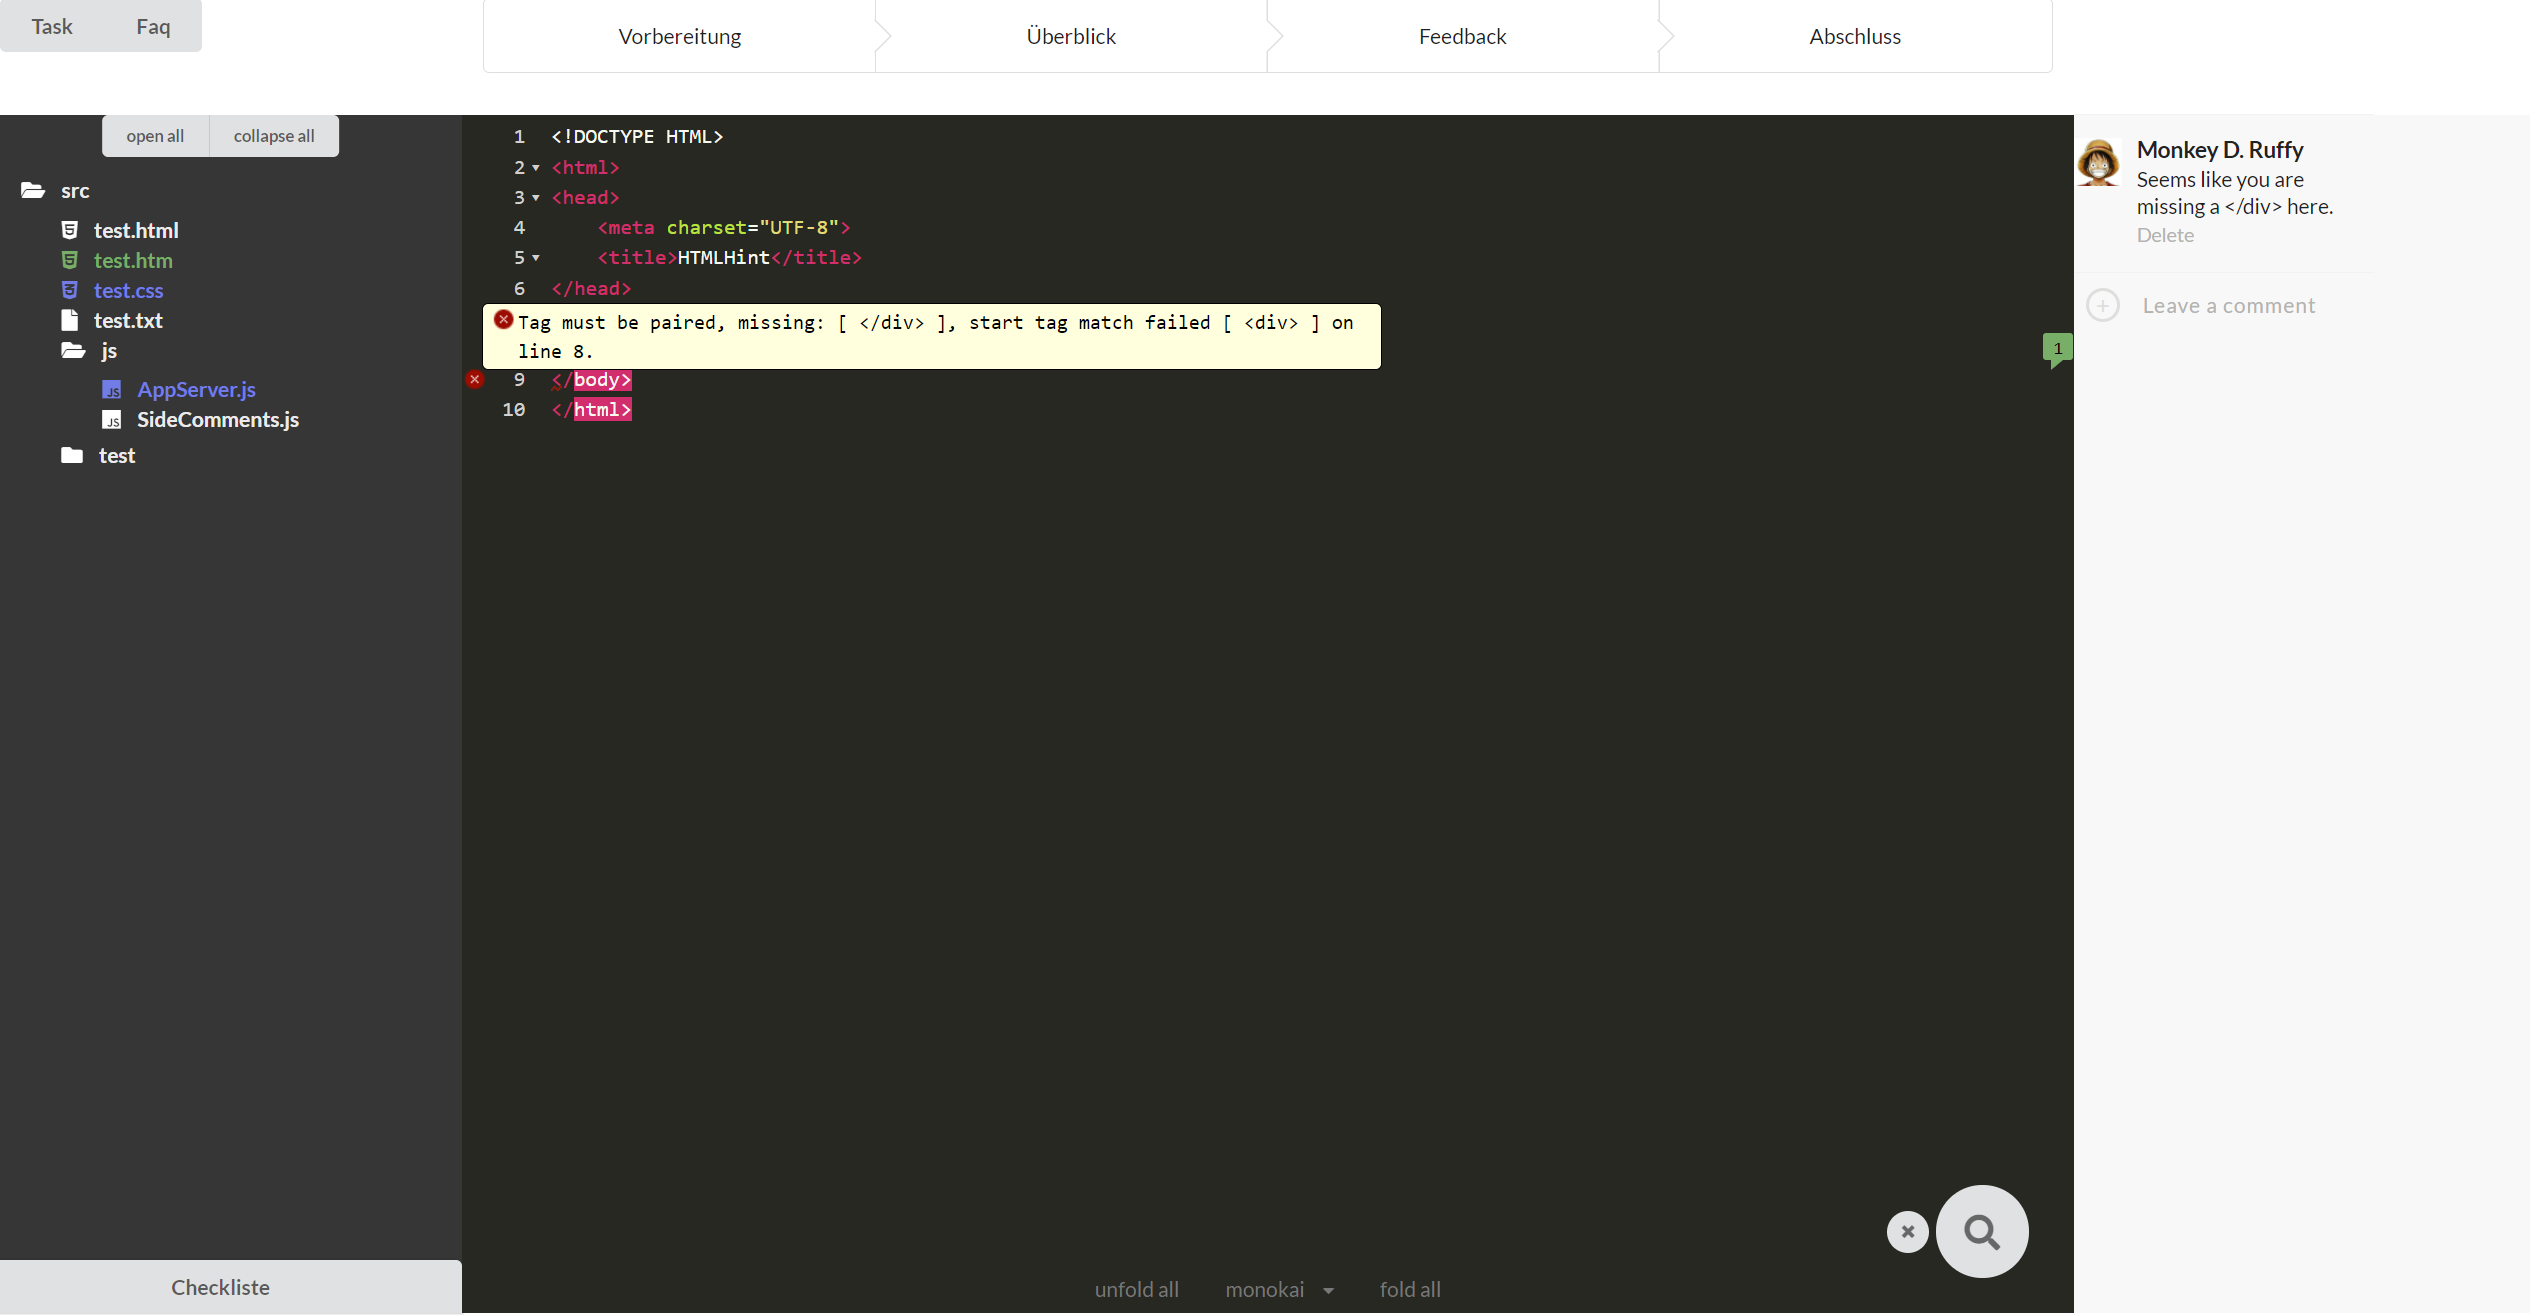 Task Faq
Vorbereitung Überblick Feedback Abschluss
open all collapse all
src
test.html
test.htm
test.css
test.txt
js
AppServer.js
SideComments.js
test
Checkliste
1 <!DOCTYPE HTML>
2 <html>
3 <head>
4 <meta charset="UTF-8">
5 <title>HTMLHint</title>
6 </head>
Tag must be paired, missing: [ </div> ], start tag match failed [ <div> ] on
line 8.
9 </body>
10 </html>
1
unfold all monokai fold all
Monkey D. Ruffy
Seems like you are
missing a </div> here.
Delete
Leave a comment